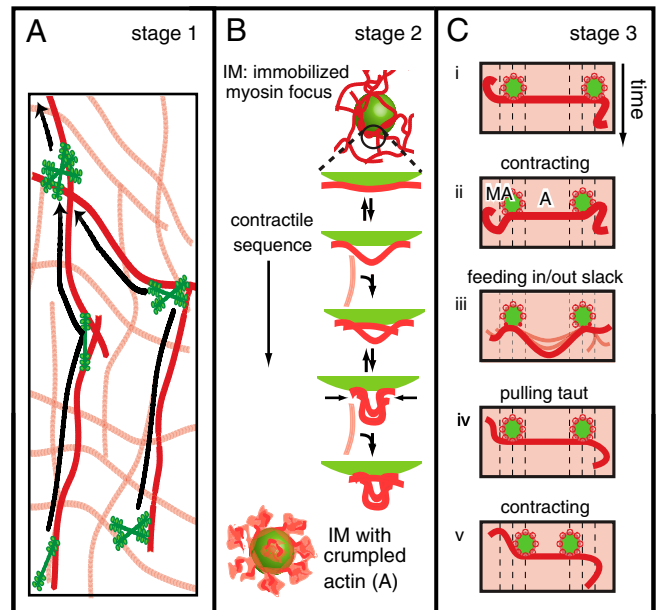 A
stage 1
B
stage 2
IM: immobilized
myosin focus
contractile
sequence
IM with
crumpled
actin (A)
C
stage 3
i
time
contracting
ii
MA
A
feeding in/out slack
iii
pulling taut
iv
contracting
v